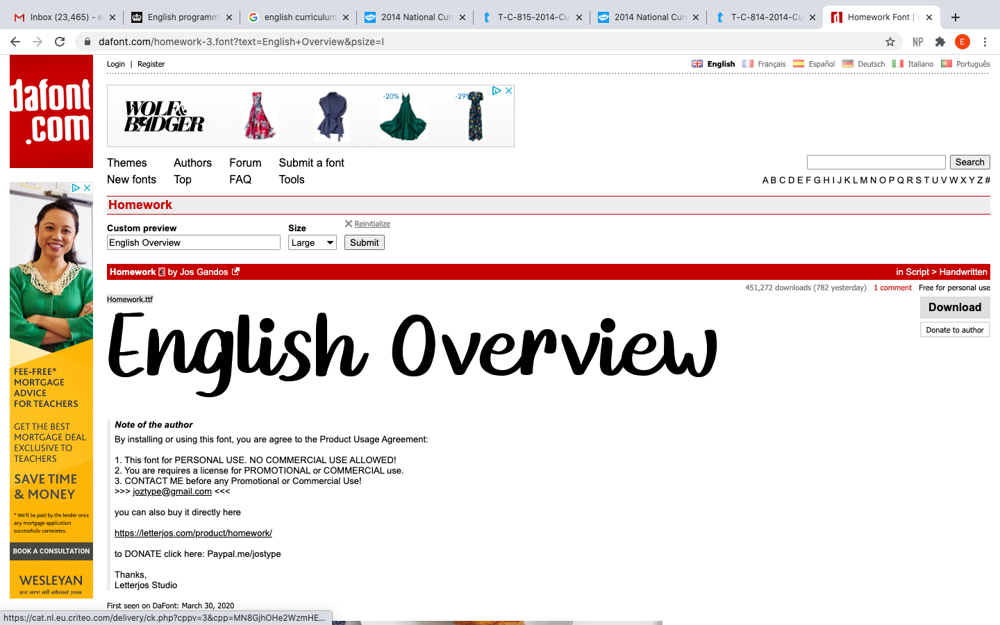 Inbox (23,465) - e
English programm
english curriculum
2014 National Curr
T-C-815-2014-Cu
2014 National Curr
T-C-814-2014-Cu
Homework Font | d
dafont.com/homework-3.font?text=English+Overview&psize=l
NP
E
dafont
.com
Login | Register
English Français Español Deutsch Italiano Português
WOLF&
BADGER
-20%
-29%
Themes Authors Forum Submit a font
Search
New fonts Top FAQ Tools
A B C D E F G H I J K L M N O P Q R S T U V W X Y Z #
Homework
Custom preview Size Reinitialize
English Overview Large Submit
Homework € by Jos Gandos in Script > Handwritten
451,272 downloads (782 yesterday) 1 comment Free for personal use
Homework.ttf
Download
Donate to author
English Overview
FEE-FREE*
MORTGAGE
ADVICE
FOR TEACHERS
GET THE BEST
MORTGAGE DEAL
EXCLUSIVE TO
TEACHERS
SAVE TIME
& MONEY
* We'll be paid by the lender once
any mortgage application
successfully completes.
BOOK A CONSULTATION
WESLEYAN
we are all about you
Note of the author
By installing or using this font, you are agree to the Product Usage Agreement:
1. This font for PERSONAL USE. NO COMMERCIAL USE ALLOWED!
2. You are requires a license for PROMOTIONAL or COMMERCIAL use.
3. CONTACT ME before any Promotional or Commercial Use!
>>> joztype@gmail.com <<<
you can also buy it directly here
https://letterjos.com/product/homework/
to DONATE click here: Paypal.me/jostype
Thanks,
Letterjos Studio
First seen on DaFont: March 30, 2020
https://cat.nl.eu.criteo.com/delivery/ck.php?cppv=3&cpp=MN8GjhOHe2WzmHE...